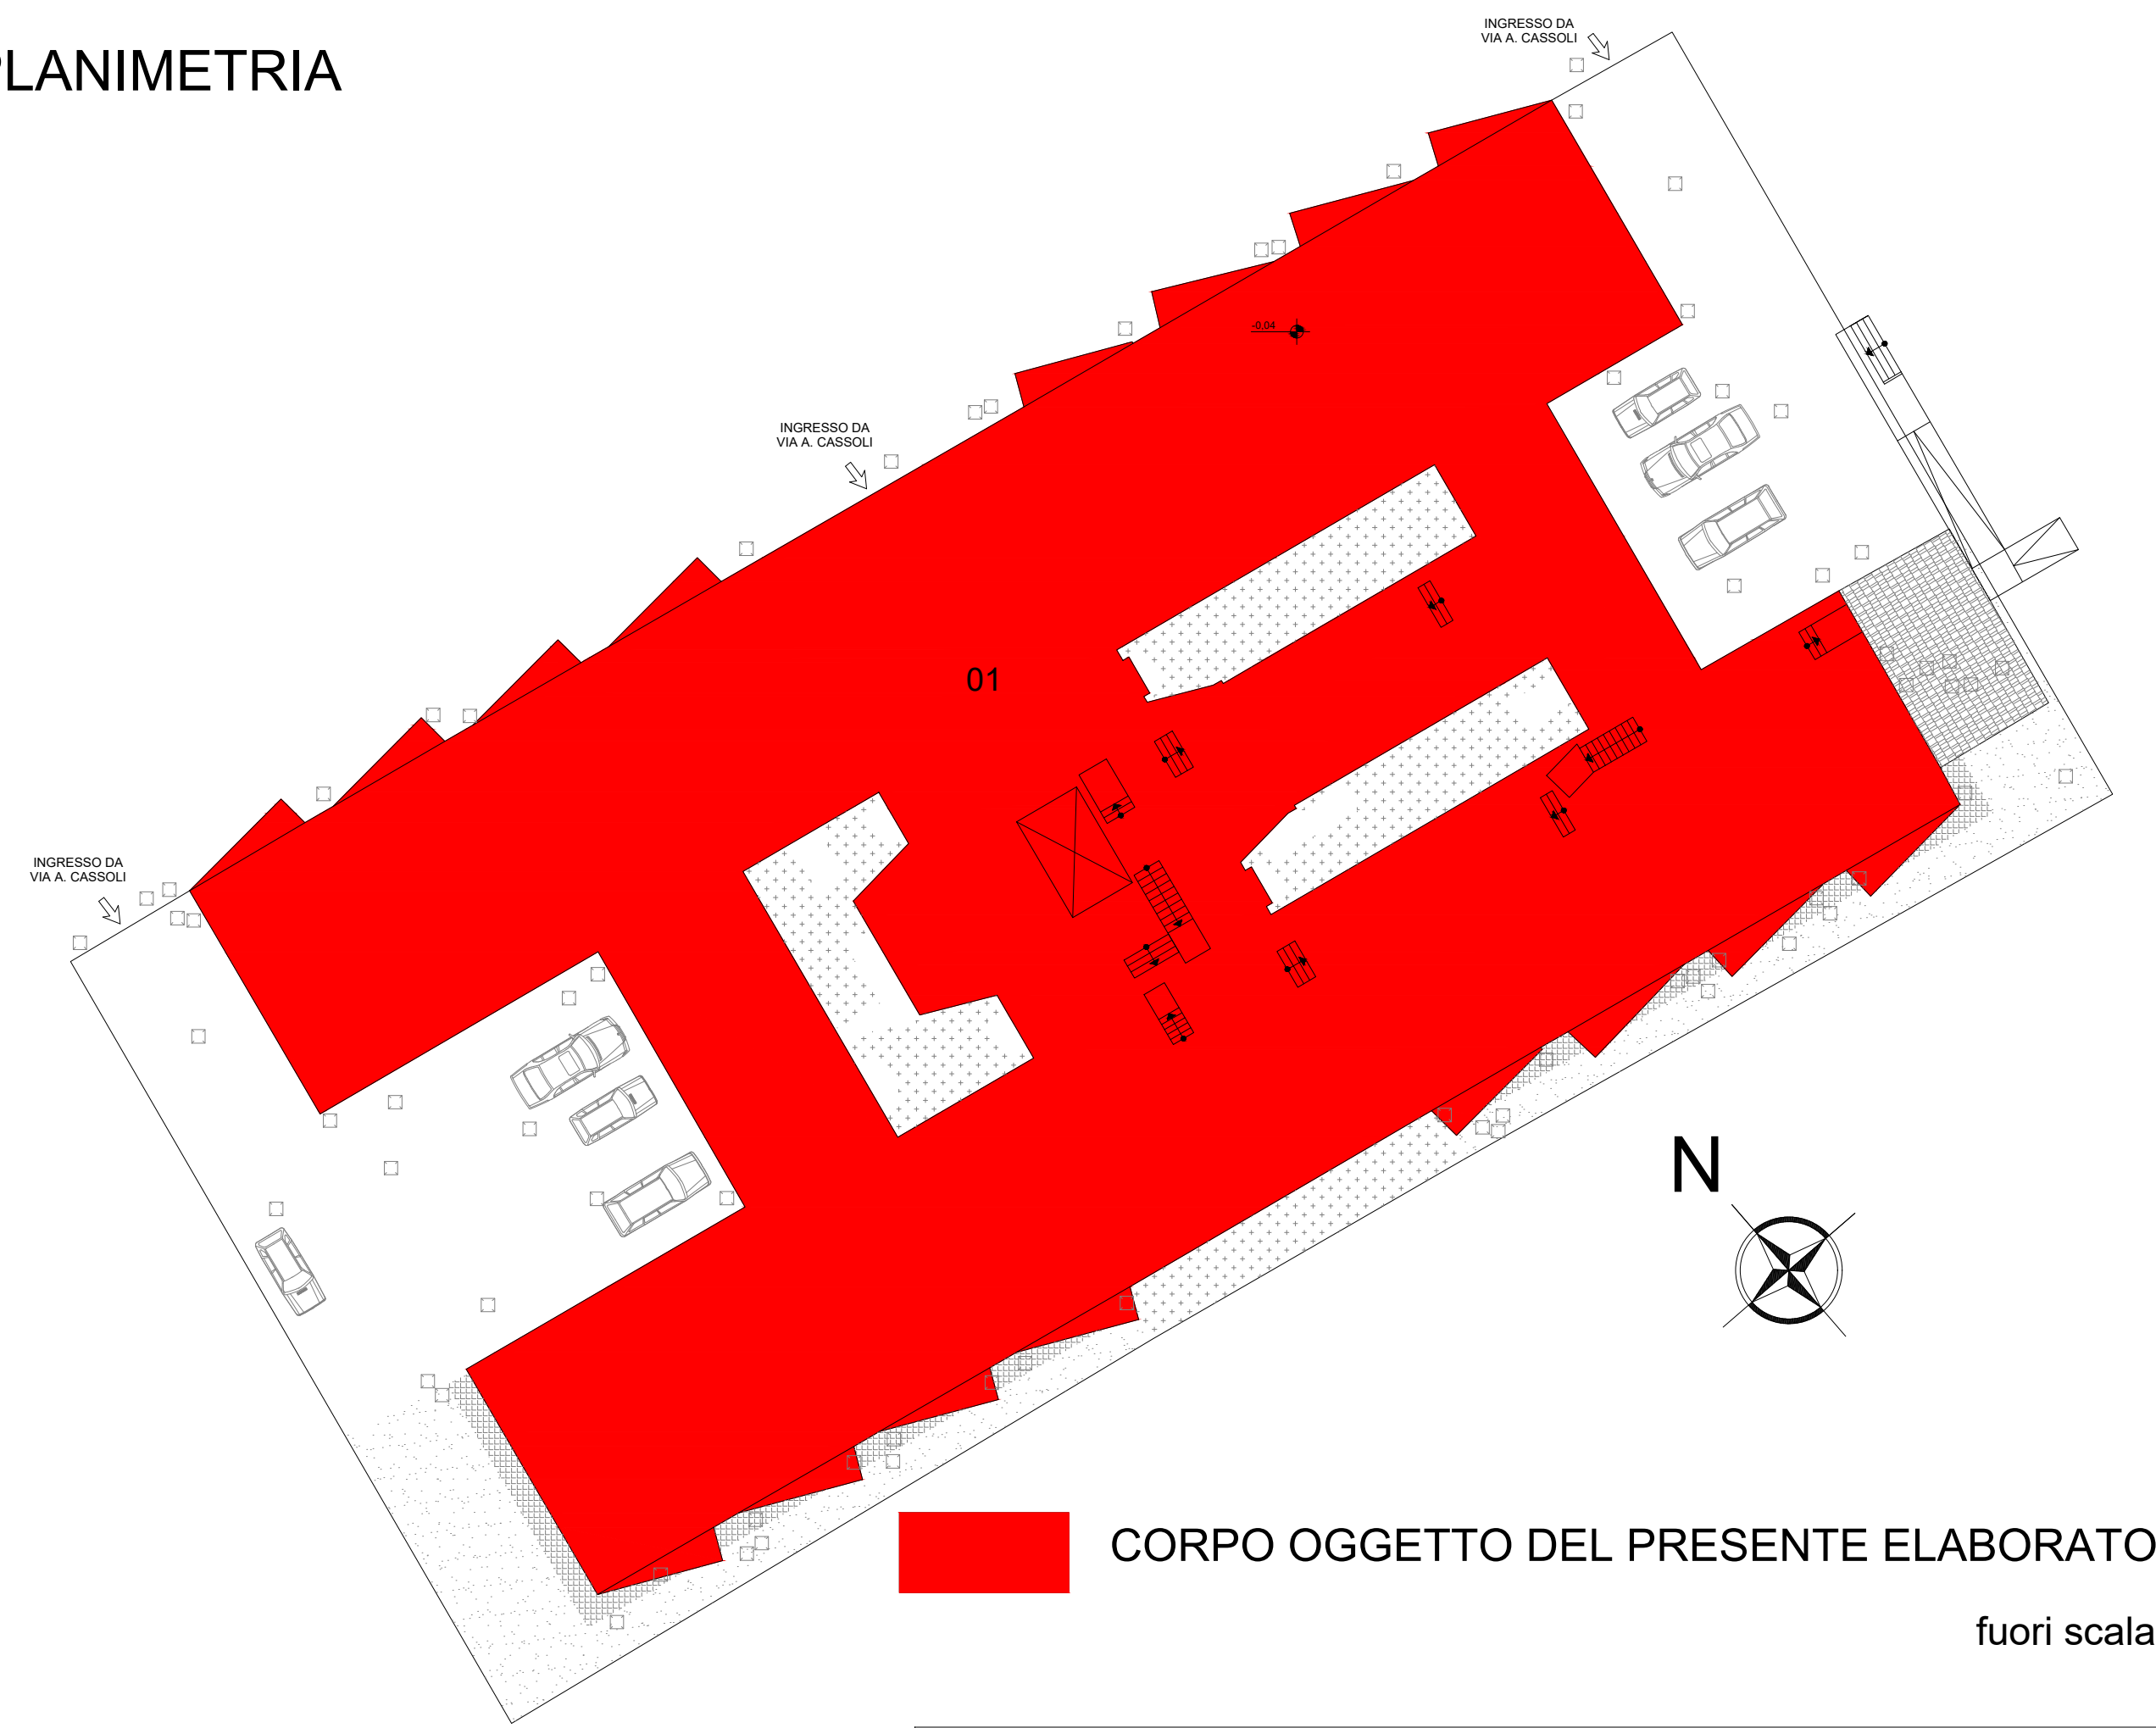 PLANIMETRIA
INGRESSO DA
VIA A. CASSOLI
-0,04
INGRESSO DA
VIA A. CASSOLI
01
INGRESSO DA
VIA A. CASSOLI
N
CORPO OGGETTO DEL PRESENTE ELABORATO
fuori scala